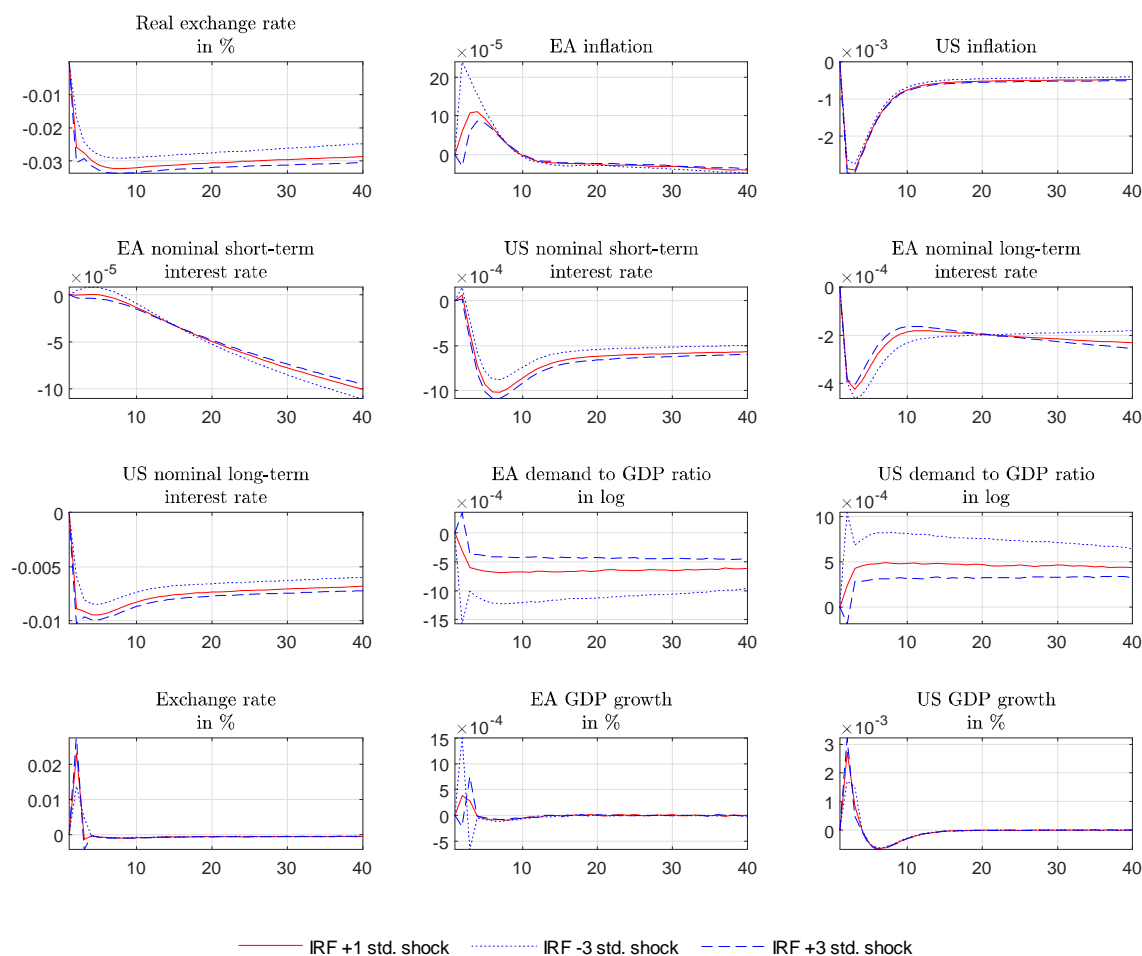 Real exchange rate
in %
-0.01
-0.02
-0.03
10 20 30 40
EA inflation
×10^-5
20
10
0
10 20 30 40
US inflation
×10^-3
0
-1
-2
10 20 30 40
EA nominal short-term
interest rate
×10^-5
0
-5
-10
10 20 30 40
US nominal short-term
interest rate
×10^-4
0
-5
-10
10 20 30 40
EA nominal long-term
interest rate
×10^-4
0
-2
-4
10 20 30 40
US nominal long-term
interest rate
0
-0.005
-0.01
10 20 30 40
EA demand to GDP ratio
in log
×10^-4
0
-5
-10
-15
10 20 30 40
US demand to GDP ratio
in log
×10^-4
10
5
0
10 20 30 40
Exchange rate
in %
0.02
0.01
0
10 20 30 40
EA GDP growth
in %
×10^-4
15
10
5
0
-5
10 20 30 40
US GDP growth
in %
×10^-3
3
2
1
0
10 20 30 40
IRF +1 std. shock IRF -3 std. shock IRF +3 std. shock